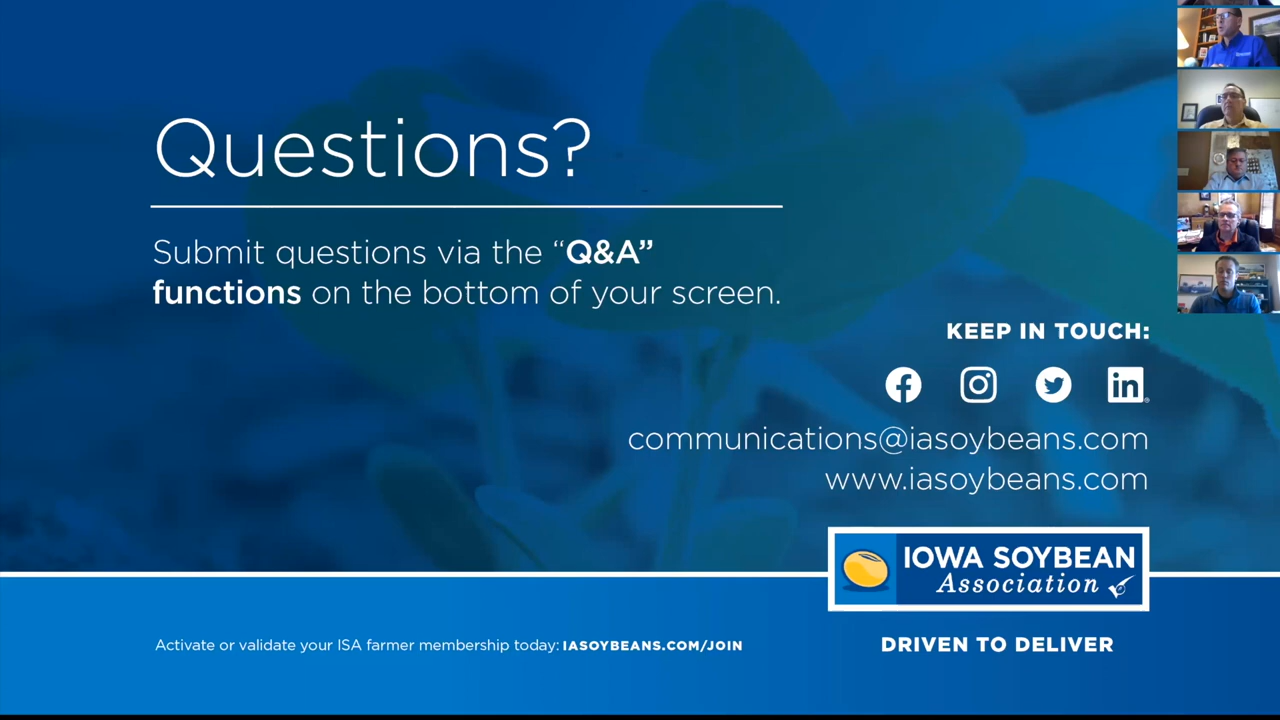 Questions?
Submit questions via the “Q&A”
functions on the bottom of your screen.
KEEP IN TOUCH:
communications@iasoybeans.com
www.iasoybeans.com
IOWA SOYBEAN
Association
Activate or validate your ISA farmer membership today: IASOYBEANS.COM/JOIN
DRIVEN TO DELIVER